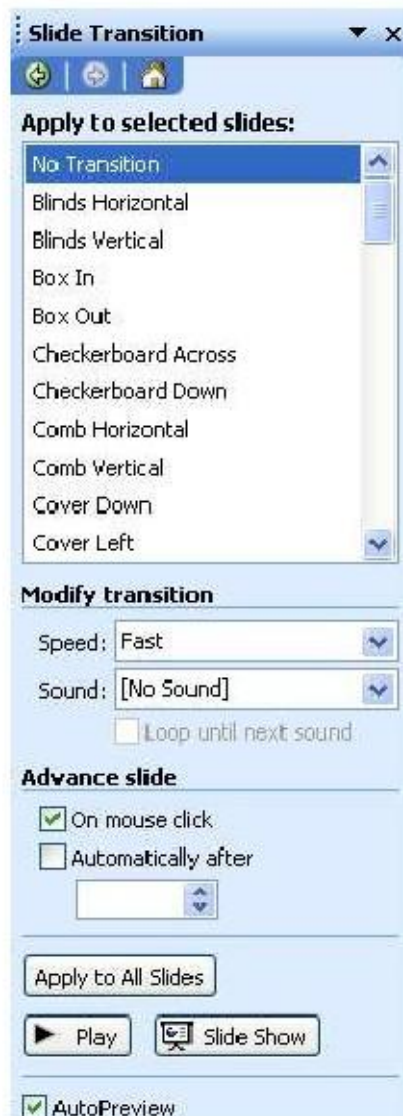 Slide Transition
Apply to selected slides:
No Transition
Blinds Horizontal
Blinds Vertical
Box In
Box Out
Checkerboard Across
Checkerboard Down
Comb Horizontal
Comb Vertical
Cover Down
Cover Left
Modify transition
Speed: Fast
Sound: [No Sound]
Loop until next sound
Advance slide
On mouse click
Automatically after
Apply to All Slides
Play Slide Show
AutoPreview